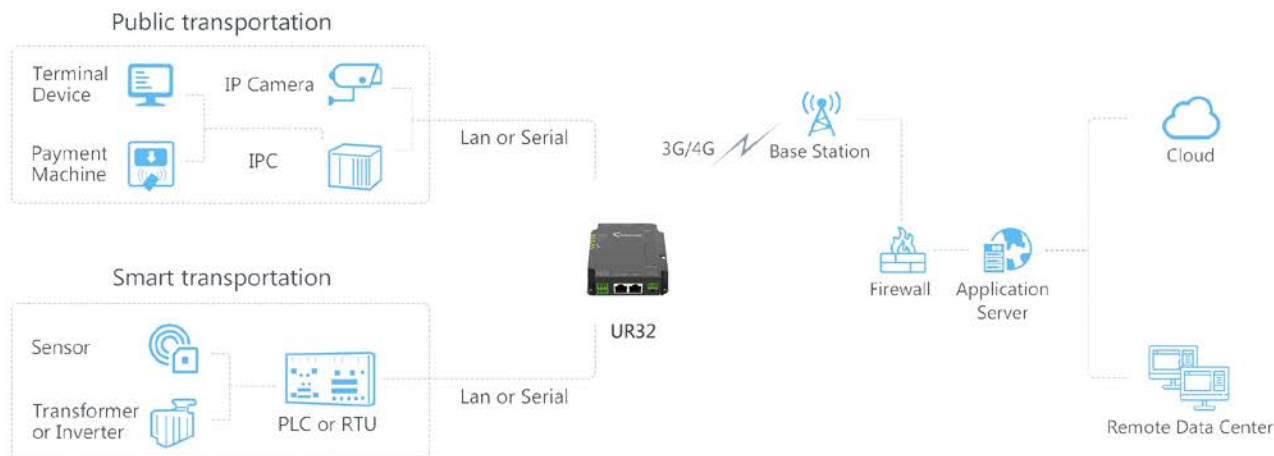 Public transportation
Terminal
Device
IP Camera
Payment
Machine
IPC
Lan or Serial
3G/4G
Base Station
Cloud
Smart transportation
Sensor
Transformer
or Inverter
PLC or RTU
Lan or Serial
UR32
Firewall
Application
Server
Remote Data Center